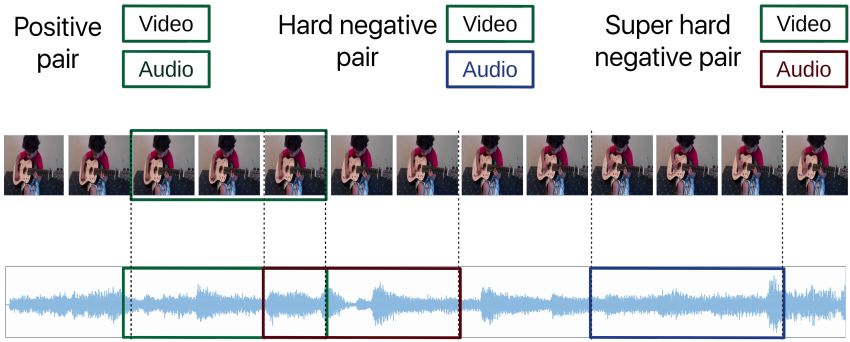 Positive
pair
Video
Audio
Hard negative
pair
Video
Audio
Super hard
negative pair
Video
Audio